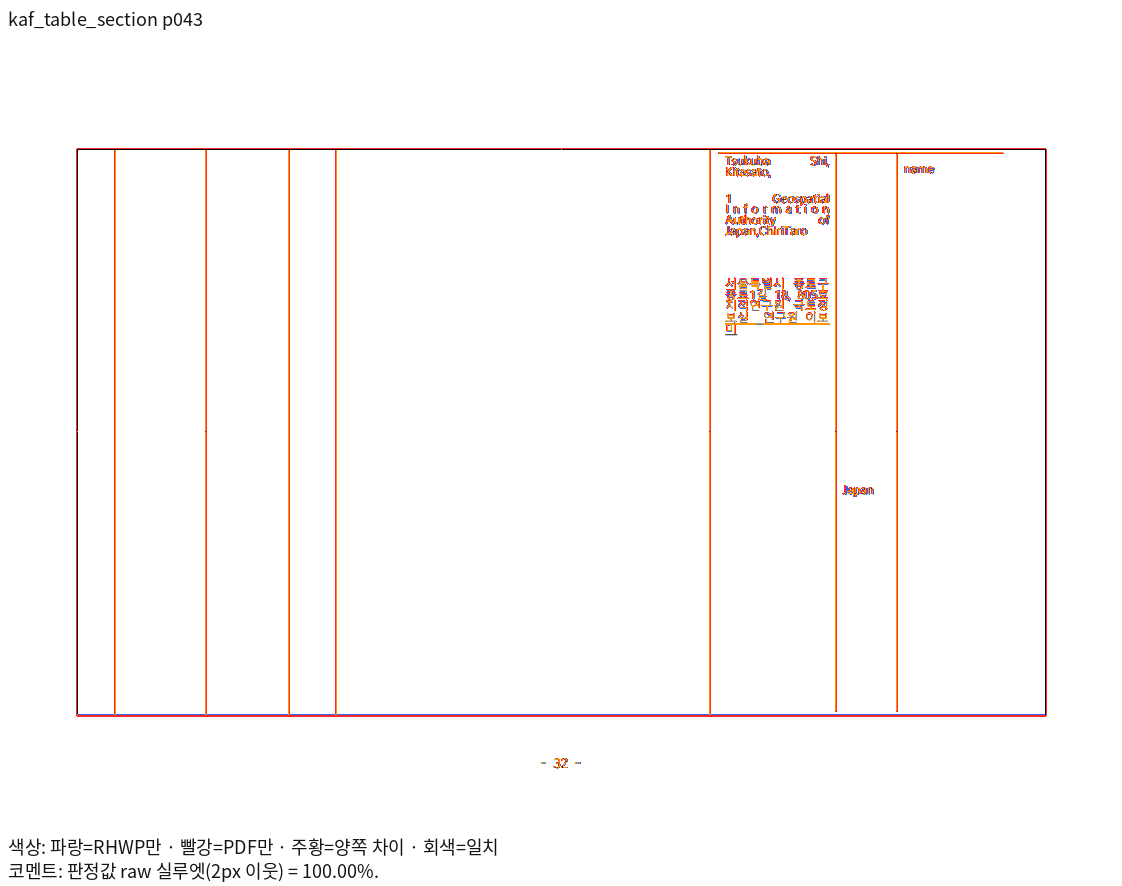 kaf_table_section p043
Tsukuba Shi,
Kitasato,
name
1 Geospatial
Information
Authority of
Japan,ChiriTaro
서울특별시 종로구
종로1길 18, 805호
지적연구원 국토정
보실 연구원 이보
미
Japan
- 32 -
색상: 파랑=RHWP만 · 빨강=PDF만 · 주황=양쪽 차이 · 회색=일치
코멘트: 판정값 raw 실루엣(2px 이웃) = 100.00%.